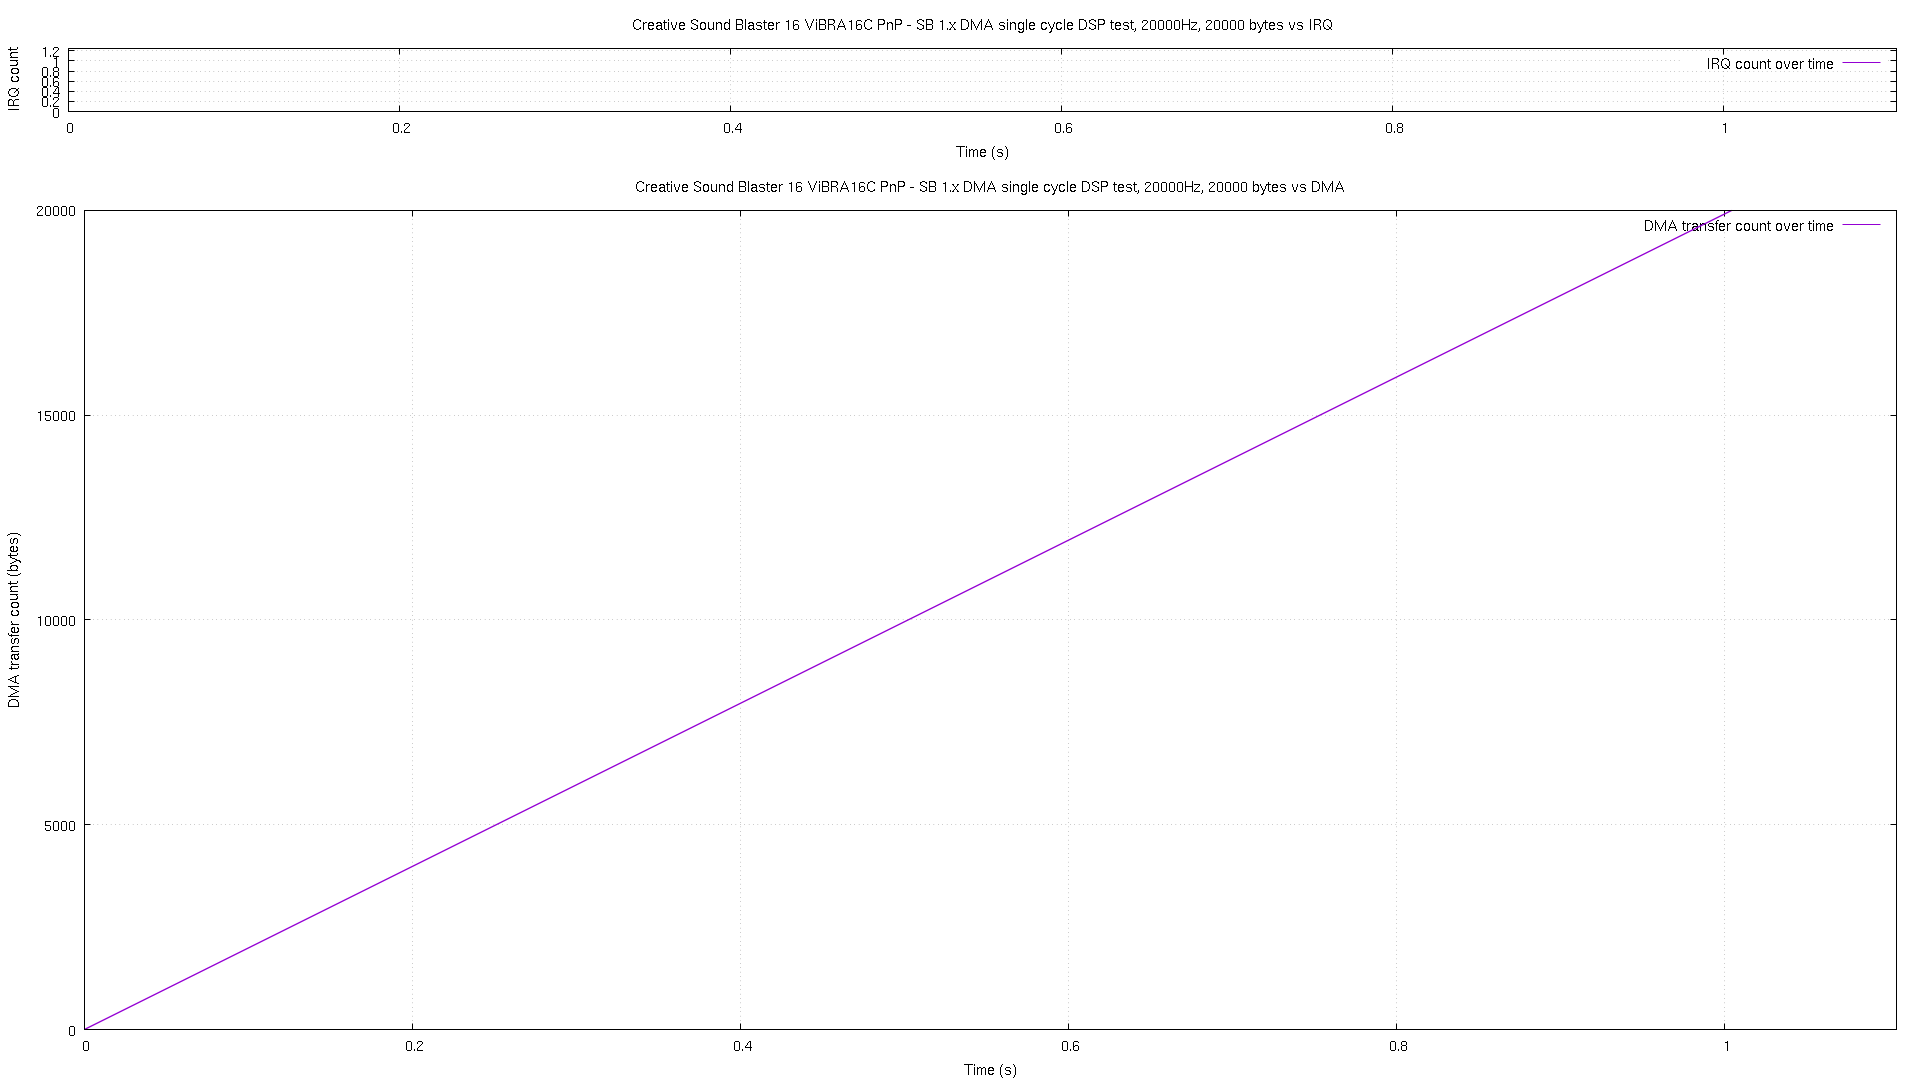 Creative Sound Blaster 16 ViBRA16C PnP - SB 1.x DMA single cycle DSP test, 20000Hz, 20000 bytes vs IRQ
IRQ count
1.2
1
0.8
0.6
0.4
0.2
0
IRQ count over time
0 0.2 0.4 0.6 0.8 1
Time (s)
Creative Sound Blaster 16 ViBRA16C PnP - SB 1.x DMA single cycle DSP test, 20000Hz, 20000 bytes vs DMA
DMA transfer count (bytes)
20000
DMA transfer count over time
15000
10000
5000
0
0 0.2 0.4 0.6 0.8 1
Time (s)